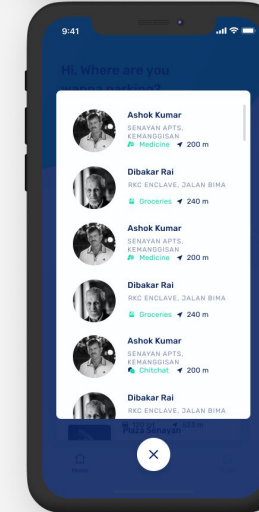 9:41
Hi, Where are you
wanna parking?
Ashok Kumar
SENAYAN APTS,
KEMANGGISAN
Medicine 200 m
Dibakar Rai
RKC ENCLAVE, JALAN BIMA
Groceries 240 m
Ashok Kumar
SENAYAN APTS,
KEMANGGISAN
Medicine 200 m
Dibakar Rai
RKC ENCLAVE, JALAN BIMA
Groceries 240 m
Ashok Kumar
SENAYAN APTS,
KEMANGGISAN
Chitchat 200 m
Dibakar Rai
RKC ENCLAVE, JALAN BIMA
Plaza Senayan